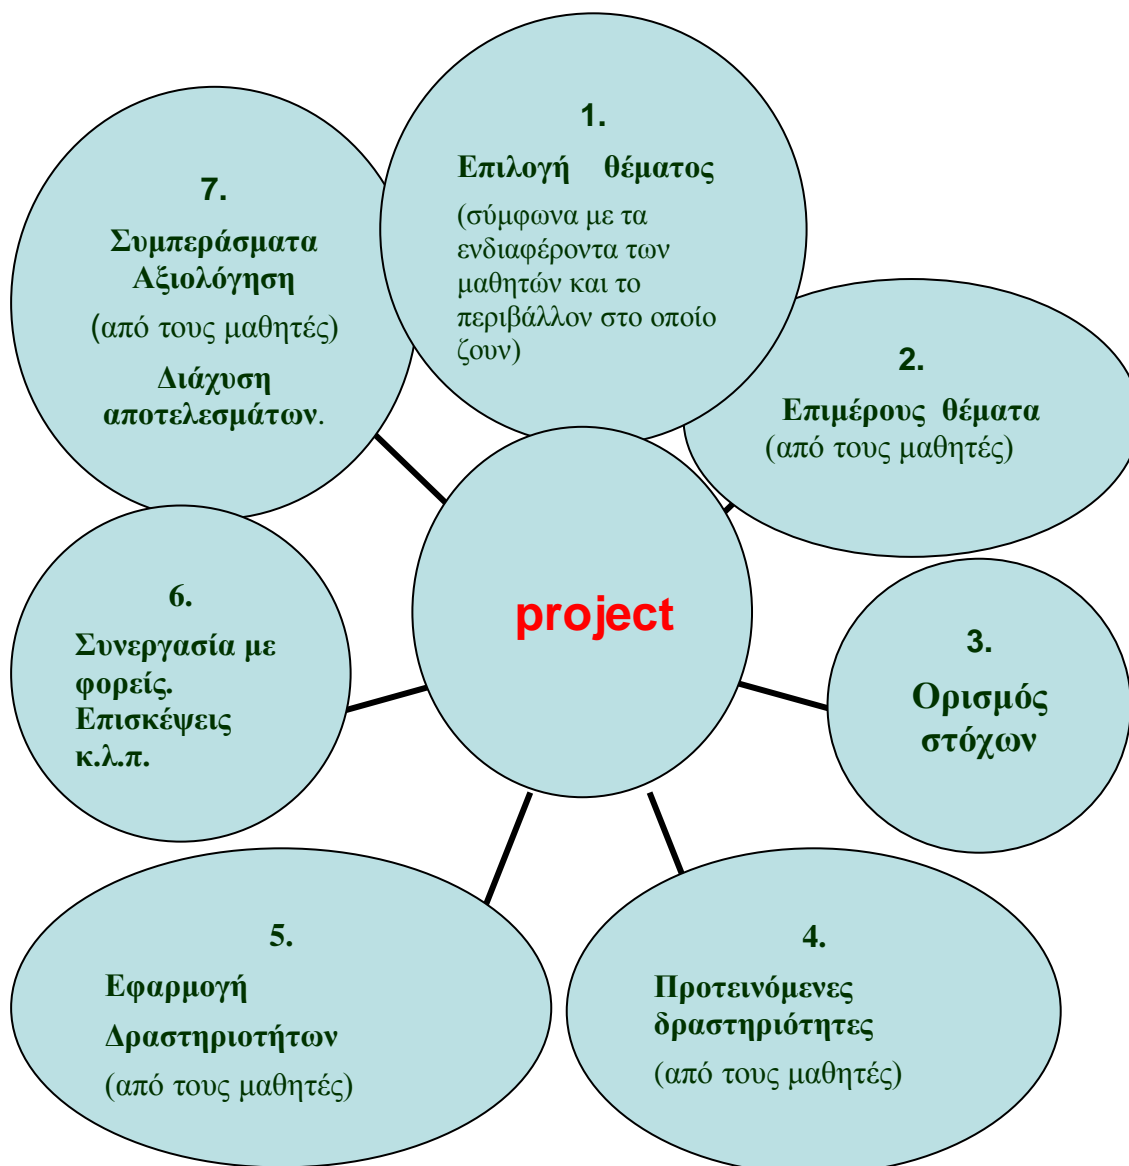 1.
Επιλογή θέματος
(σύμφωνα με τα
ενδιαφέροντα των
μαθητών και το
περιβάλλον στο οποίο
ζουν)
2.
Επιμέρους θέματα
(από τους μαθητές)
3.
Ορισμός
στόχων
4.
Προτεινόμενες
δραστηριότητες
(από τους μαθητές)
5.
Εφαρμογή
Δραστηριοτήτων
(από τους μαθητές)
6.
Συνεργασία με
φορείς.
Επισκέψεις
κ.λ.π.
7.
Συμπεράσματα
Αξιολόγηση
(από τους μαθητές)
Διάχυση
αποτελεσμάτων.
project